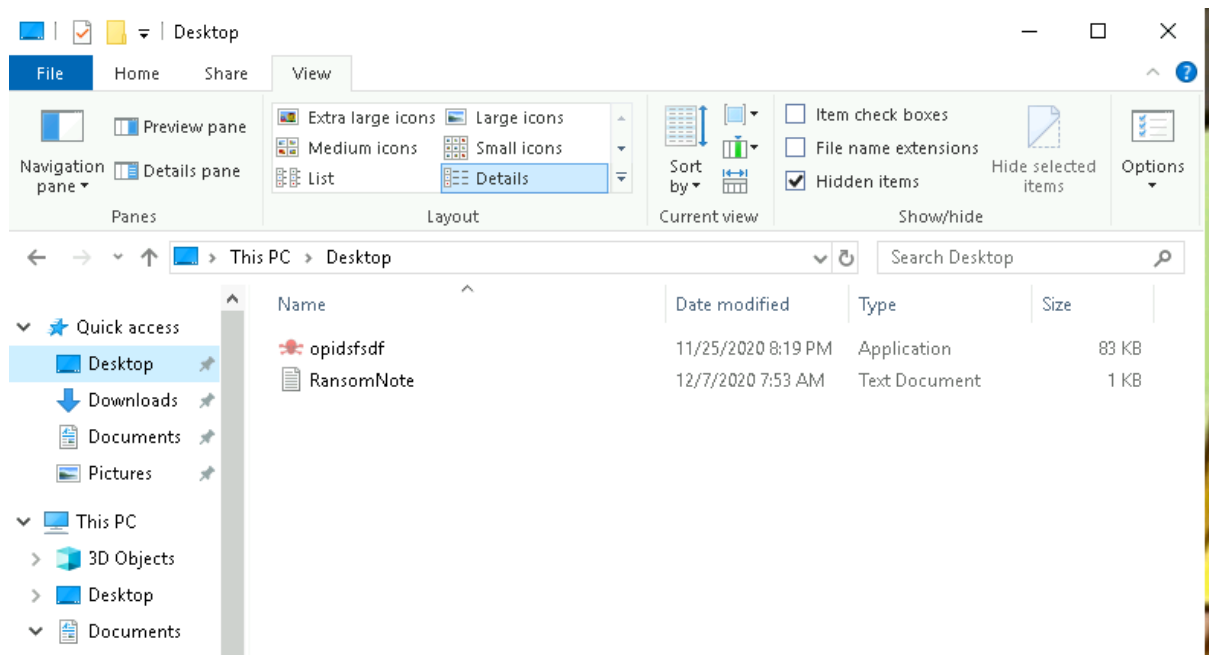 Desktop
File Home Share View
Navigation pane
Preview pane
Details pane
Panes
Extra large icons Large icons
Medium icons Small icons
List Details
Layout
Sort by
Current view
Item check boxes
File name extensions
Hidden items
Hide selected items
Show/hide
Options
This PC > Desktop
Search Desktop
Name Date modified Type Size
Quick access
Desktop
Downloads
Documents
Pictures
This PC
3D Objects
Desktop
Documents
opidsfsdf 11/25/2020 8:19 PM Application 83 KB
RansomNote 12/7/2020 7:53 AM Text Document 1 KB